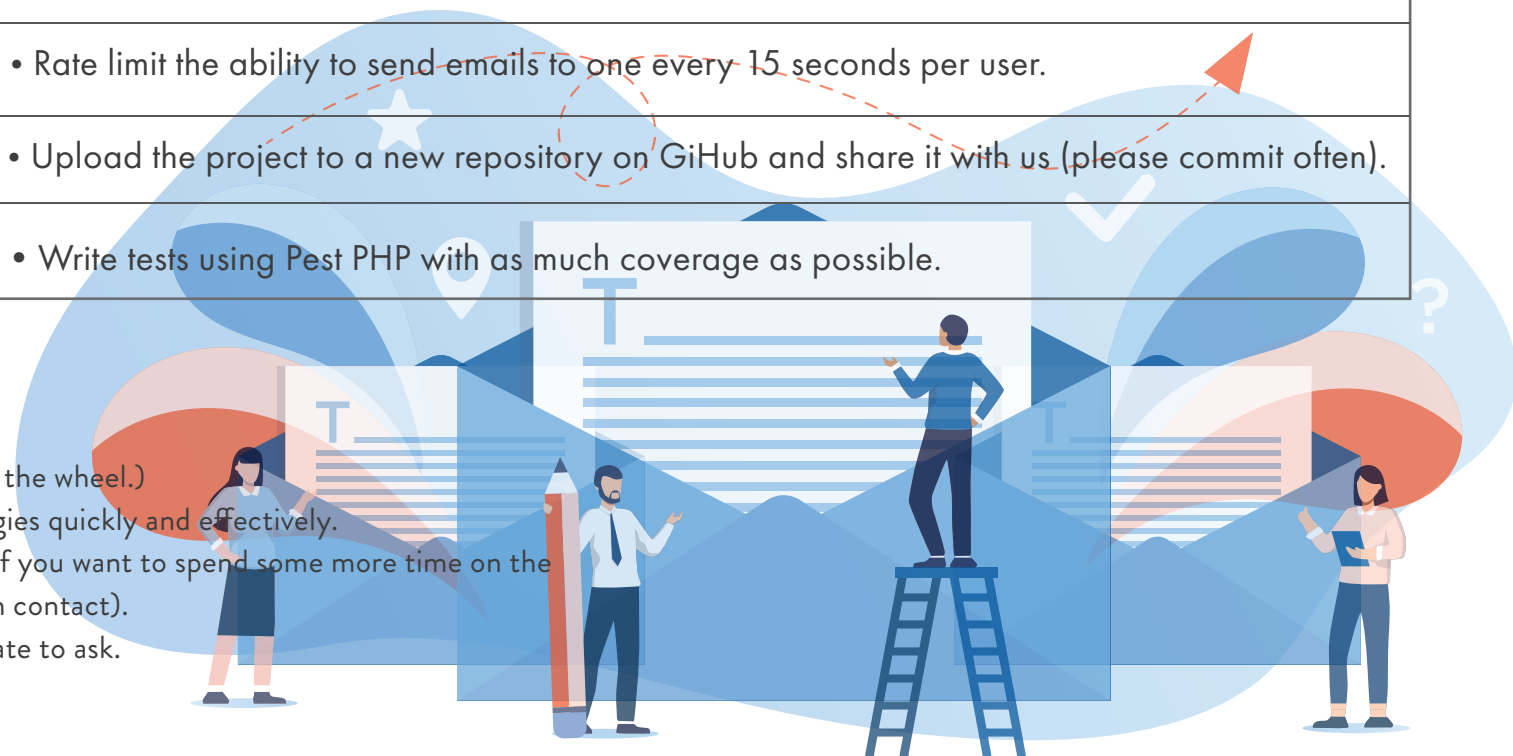 • Rate limit the ability to send emails to one every 15 seconds per user.
• Upload the project to a new repository on GiHub and share it with us (please commit often).
• Write tests using Pest PHP with as much coverage as possible.
?
T
T
T
the wheel.)
gies quickly and effectively.
f you want to spend some more time on the
n contact).
ate to ask.